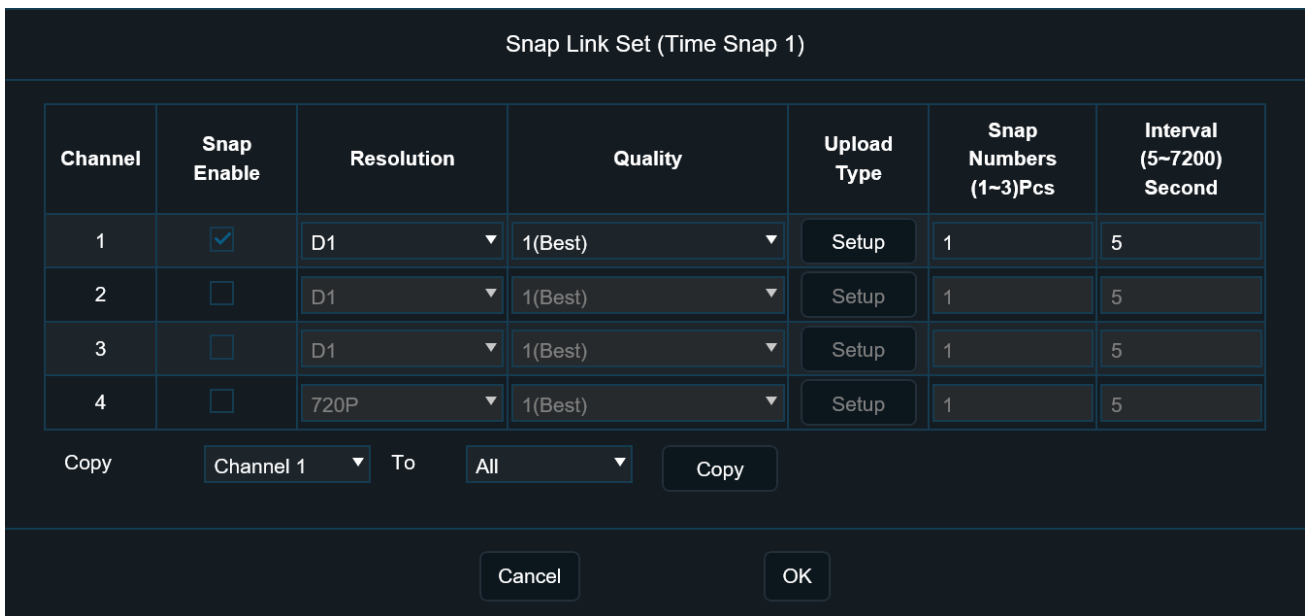 Snap Link Set (Time Snap 1)
Channel Snap Enable Resolution Quality Upload Type Snap Numbers (1~3)Pcs Interval (5~7200) Second
1 D1 1(Best) Setup 1 5
2 D1 1(Best) Setup 1 5
3 D1 1(Best) Setup 1 5
4 720P 1(Best) Setup 1 5
Copy Channel 1 To All Copy
Cancel OK